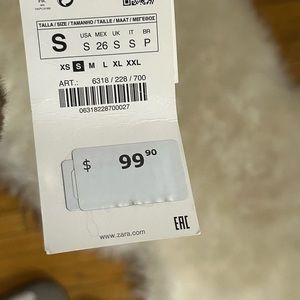 TALLA / SIZE / TAMANHO / TAILLE / MAAT / ΜΕΓΕΘΟΣ
S
USA MEX UK IT BR
S 26 S S P
XS S M L XL XXL
ART.: 6318 / 228 / 700
06318228700027
$ 99 90
www.zara.com
EAC